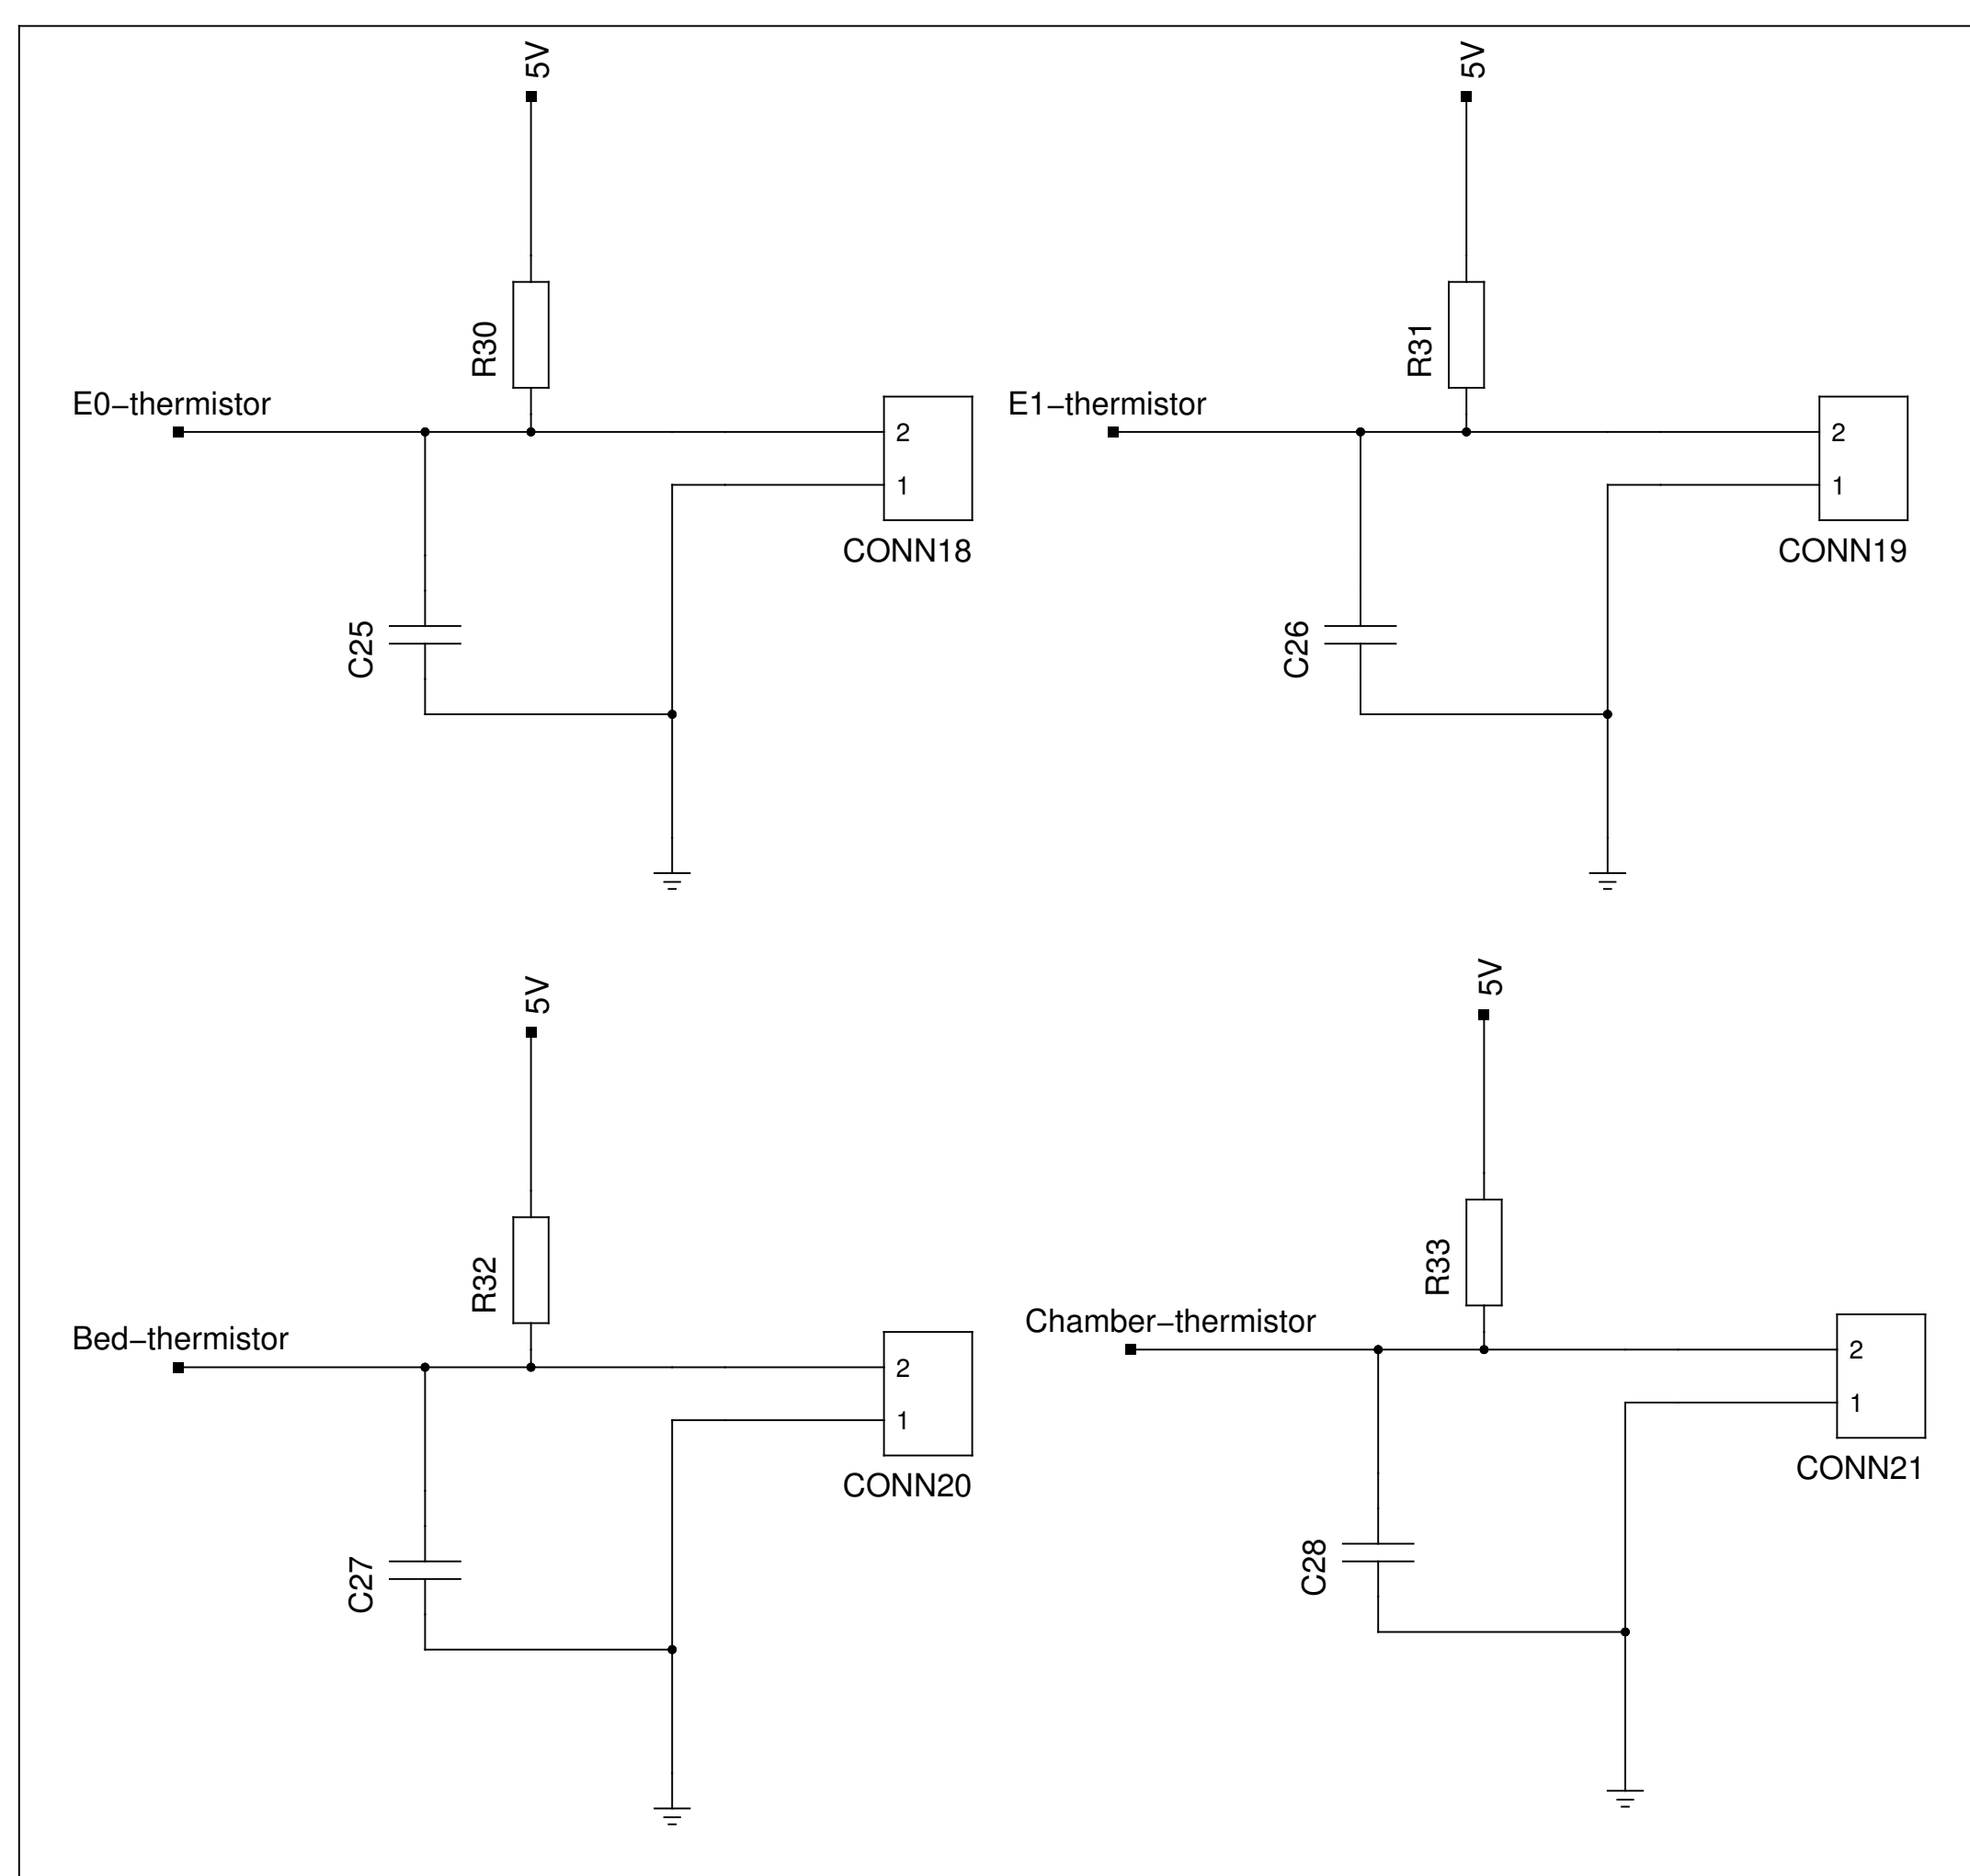 5V
R30
E0−thermistor
2
1
CONN18
C25
5V
R31
E1−thermistor
2
1
CONN19
C26
5V
R32
Bed−thermistor
2
1
CONN20
C27
5V
R33
Chamber−thermistor
2
1
CONN21
C28